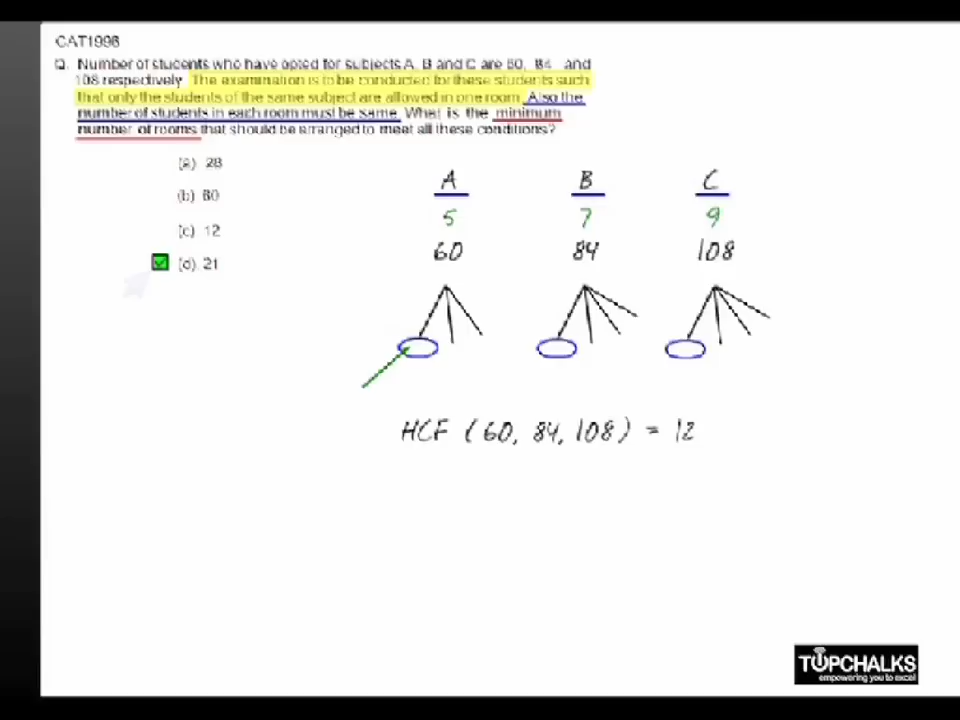 CAT1998
Q. Number of students who have opted for subjects A, B and C are 60, 84 and
108 respectively. The examination is to be conducted for these students such
that only the students of the same subject are allowed in one room. Also the
number of students in each room must be same. What is the minimum
number of rooms that should be arranged to meet all these conditions?
(a) 28
(b) 60
(c) 12
(d) 21
A B C
5 7 9
60 84 108
HCF (60, 84, 108) = 12
TOPCHALKS
empowering you to excel